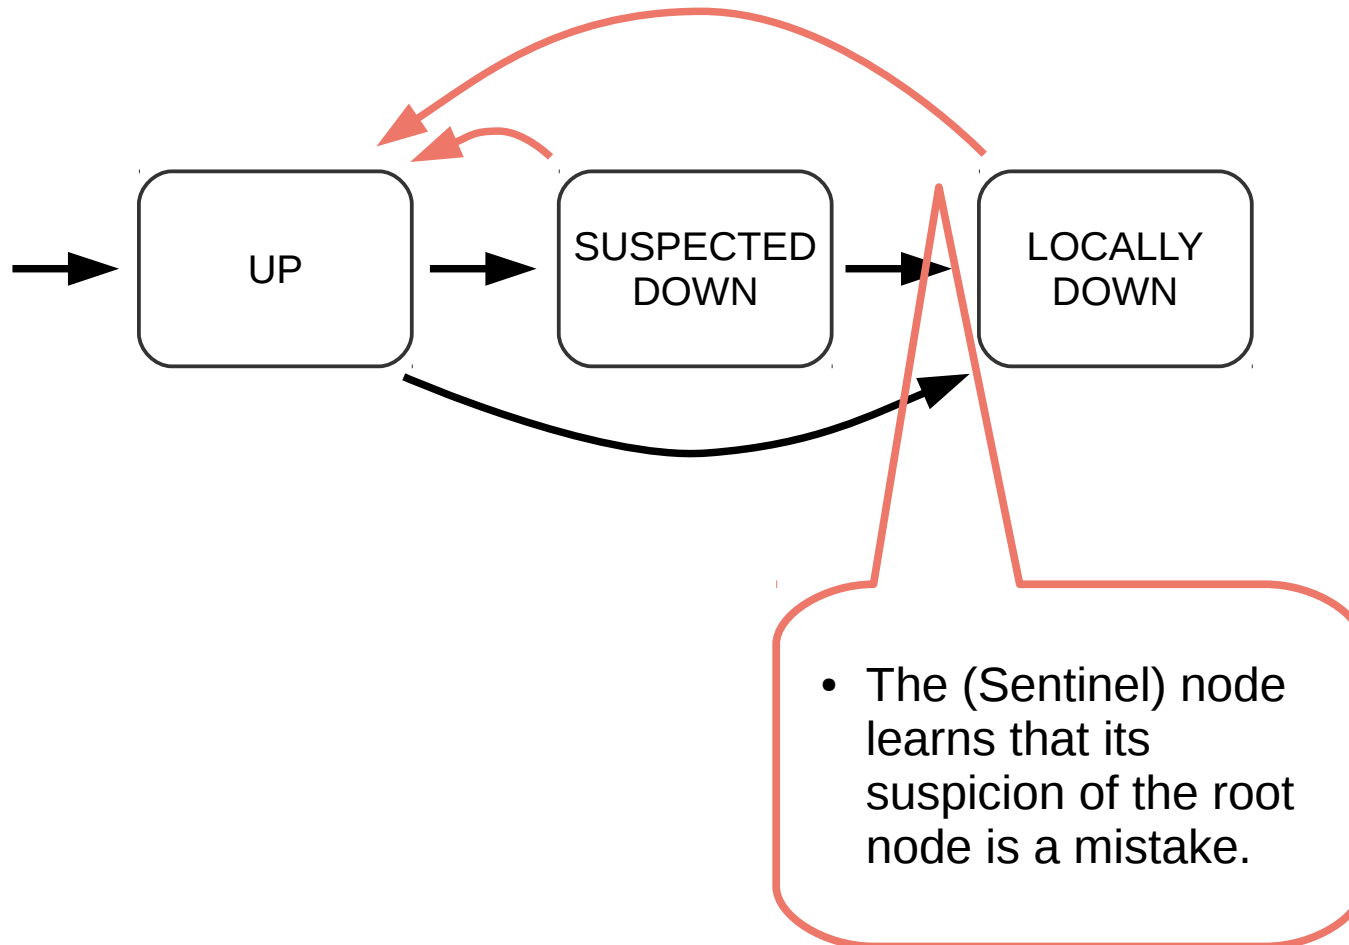 UP
SUSPECTED
DOWN
LOCALLY
DOWN
• The (Sentinel) node
learns that its
suspicion of the root
node is a mistake.